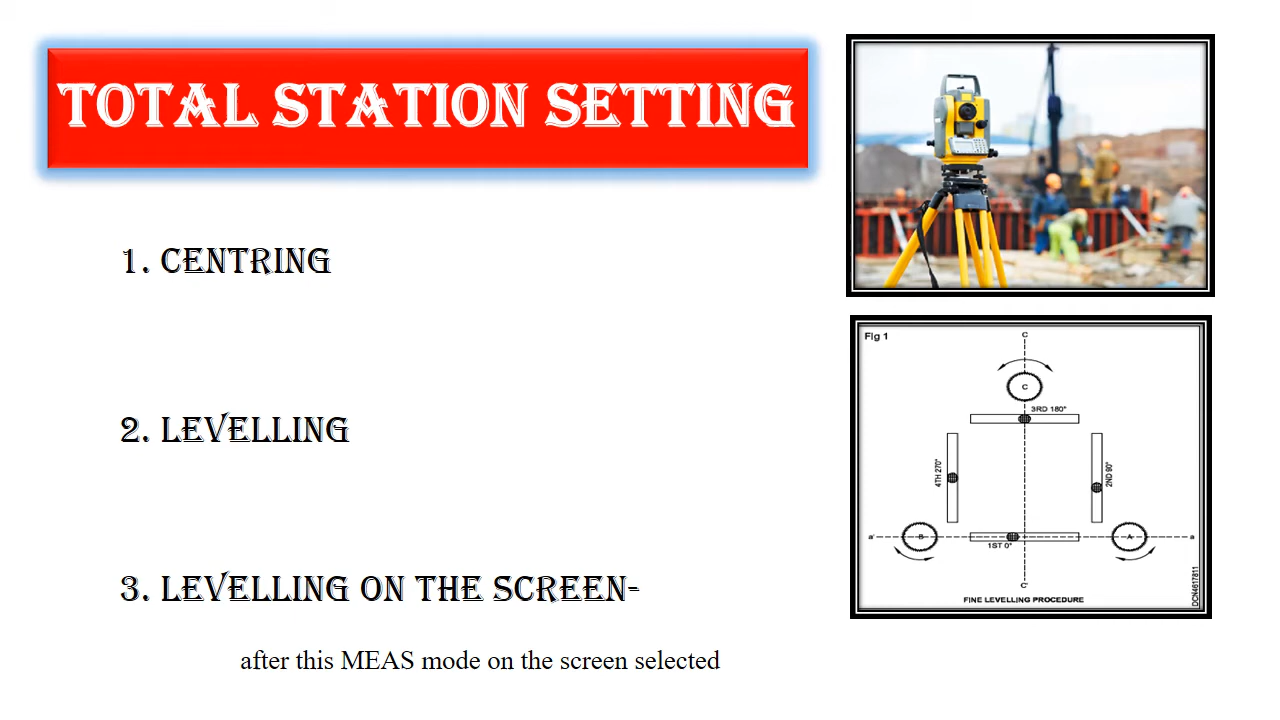 TOTAL STATION SETTING
1. CENTRING
2. LEVELLING
3. LEVELLING ON THE SCREEN-
after this MEAS mode on the screen selected
Fig 1
C
C
3RD 180°
4TH 270°
2ND 90°
a'
B
1ST 0°
A
a
C'
FINE LEVELLING PROCEDURE
DCN4617811